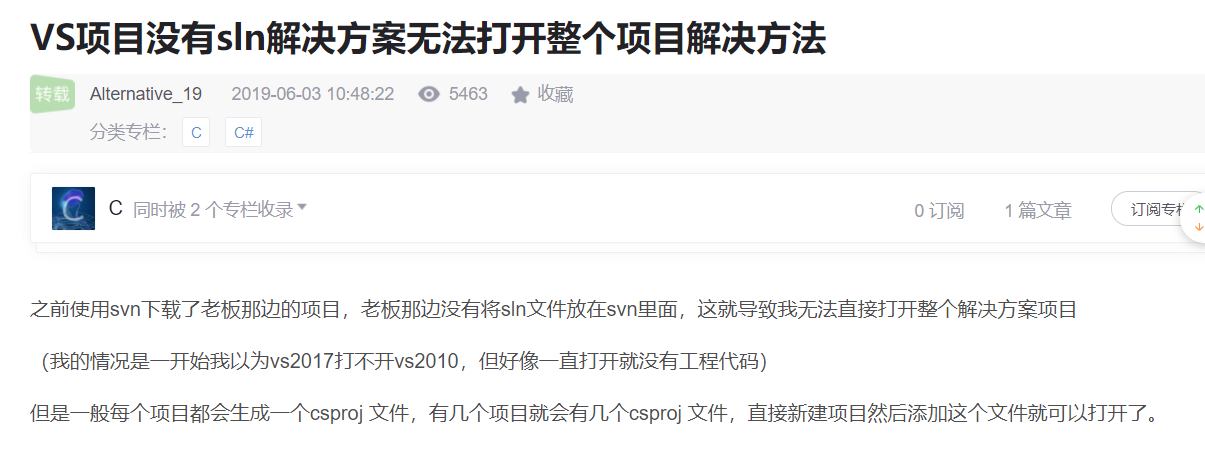 VS项目没有sln解决方案无法打开整个项目解决方法
转载 Alternative_19 2019-06-03 10:48:22 5463 收藏
分类专栏： C C#
C 同时被 2 个专栏收录 0 订阅 1 篇文章 订阅专栏
之前使用svn下载了老板那边的项目，老板那边没有将sln文件放在svn里面，这就导致我无法直接打开整个解决方案项目
（我的情况是一开始我以为vs2017打不开vs2010，但好像一直打开就没有工程代码）
但是一般每个项目都会生成一个csproj 文件，有几个项目就会有几个csproj 文件，直接新建项目然后添加这个文件就可以打开了。